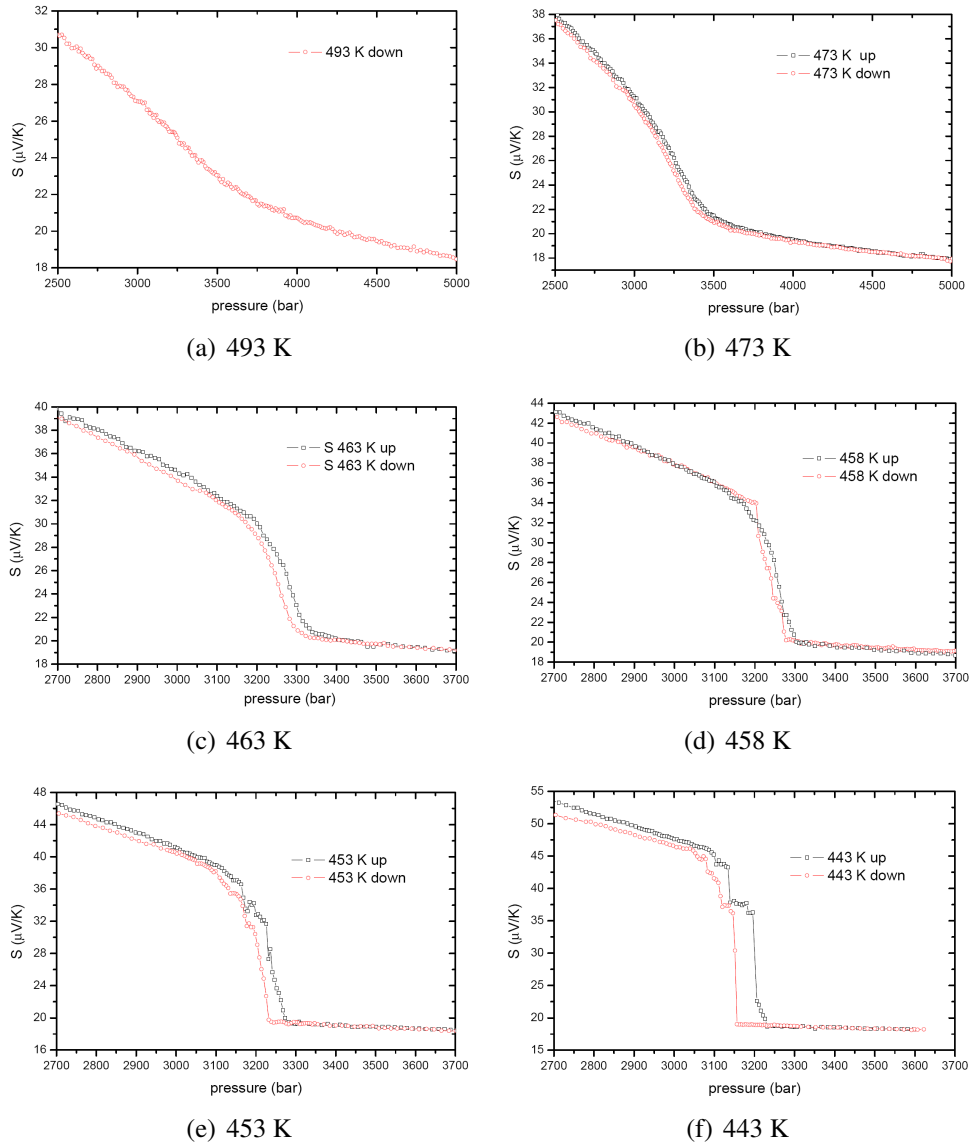 32
30
28
26
24
22
20
18
S (μV/K)
493 K down
2500 3000 3500 4000 4500 5000
pressure (bar)
(a) 493 K
38
36
34
32
30
28
26
24
22
20
18
S (μV/K)
473 K up
473 K down
2500 3000 3500 4000 4500 5000
pressure (bar)
(b) 473 K
40
38
36
34
32
30
28
26
24
22
20
18
S (μV/K)
S 463 K up
S 463 K down
2700 2800 2900 3000 3100 3200 3300 3400 3500 3600 3700
pressure (bar)
(c) 463 K
44
42
40
38
36
34
32
30
28
26
24
22
20
18
S (μV/K)
458 K up
458 K down
2700 2800 2900 3000 3100 3200 3300 3400 3500 3600 3700
pressure (bar)
(d) 458 K
48
44
40
36
32
28
24
20
16
S (μV/K)
453 K up
453 K down
2700 2800 2900 3000 3100 3200 3300 3400 3500 3600 3700
pressure (bar)
(e) 453 K
55
50
45
40
35
30
25
20
15
S (μV/K)
443 K up
443 K down
2700 2800 2900 3000 3100 3200 3300 3400 3500 3600 3700
pressure (bar)
(f) 443 K